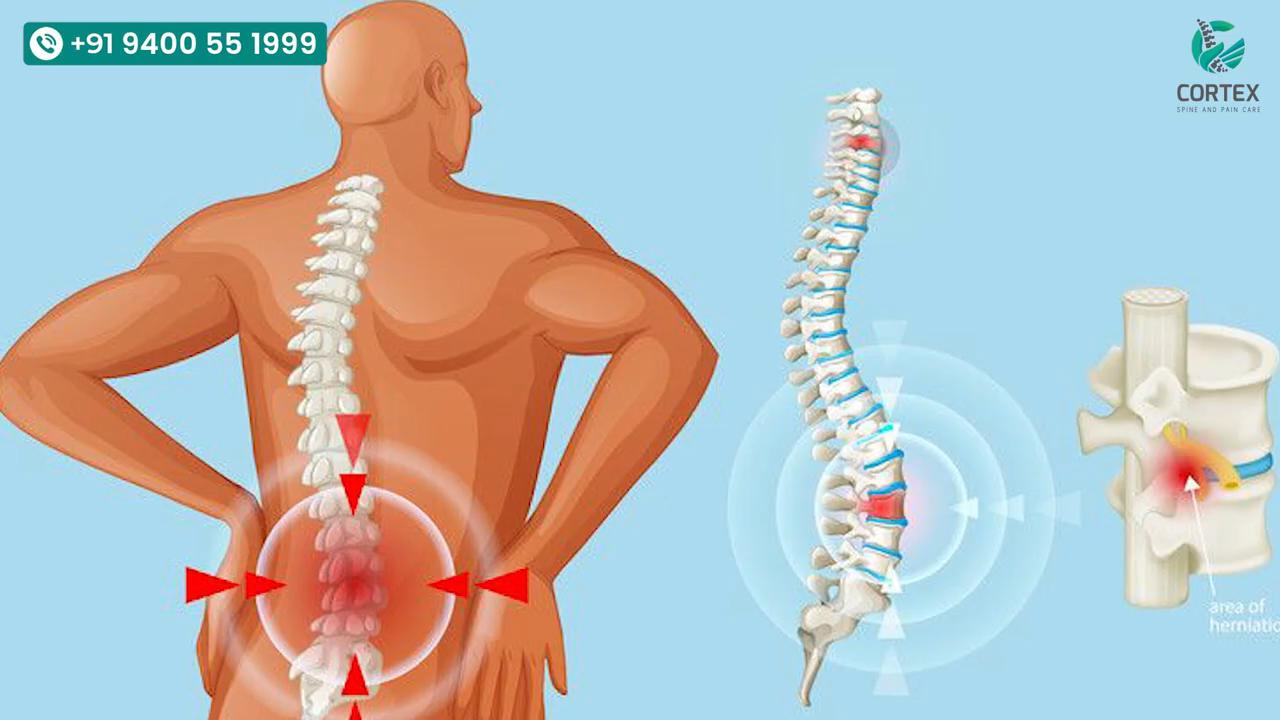 +91 9400 55 1999
CORTEX
SPINE AND PAIN CARE
area of
herniatio